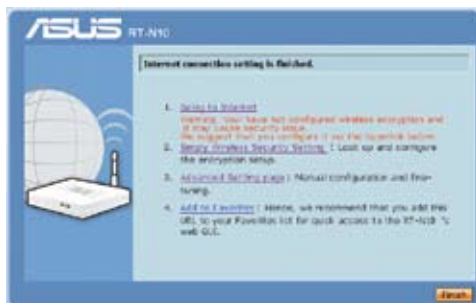 ASUS RT-N10
Internet connection setting is finished.
1. Going to Internet
Warning: Your have not configured wireless encryption and
it may cause security issue.
We suggest that you configure it via the hyperlink below.
2. Simply Wireless Security Setting : Look up and configure
the encryption setup.
3. Advanced Setting page : Manual configuration and fine-
tuning.
4. Add to Favorites : Hence, we recommend that you add this
URL to your Favorites list for quick access to the RT-N10 's
web GUI.
Finish